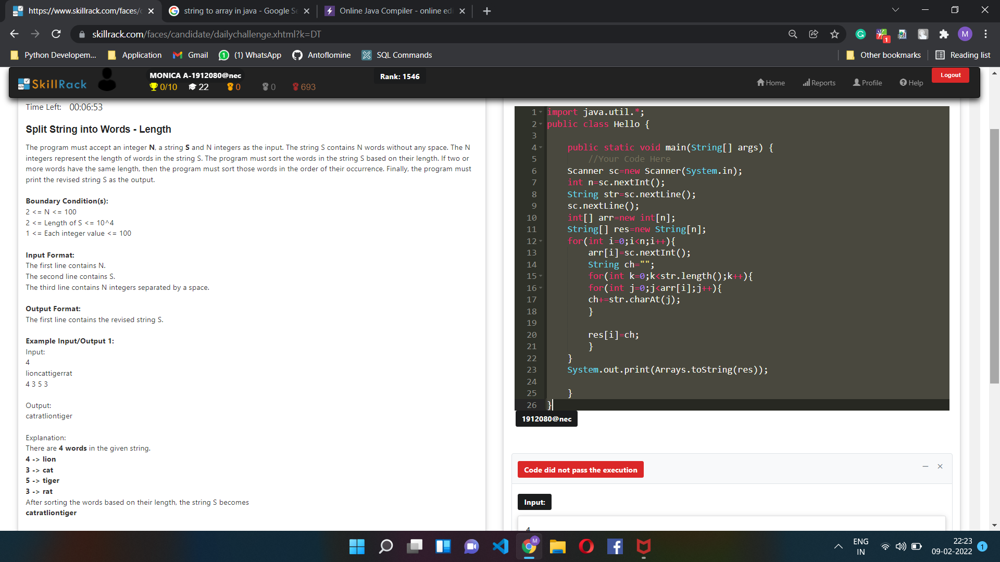 https://www.skillrack.com/faces/c
string to array in java - Google Se
Online Java Compiler - online edi
skillrack.com/faces/candidate/dailychallenge.xhtml?k=DT
1
M
Python Developem...
Application
Gmail
(1) WhatsApp
Antoflomine
SQL Commands
Other bookmarks
Reading list
SkillRack
MONICA A-1912080@nec
0/10
22
0
0
693
Rank: 1546
Home
Reports
Profile
Help
Logout
Time Left: 00:06:53
Split String into Words - Length
The program must accept an integer N, a string S and N integers as the input. The string S contains N words without any space. The N
integers represent the length of words in the string S. The program must sort the words in the string S based on their length. If two or
more words have the same length, then the program must sort those words in the order of their occurrence. Finally, the program must
print the revised string S as the output.
Boundary Condition(s):
2 <= N <= 100
2 <= Length of S <= 10^4
1 <= Each integer value <= 100
Input Format:
The first line contains N.
The second line contains S.
The third line contains N integers separated by a space.
Output Format:
The first line contains the revised string S.
Example Input/Output 1:
Input:
4
lioncattigerrat
4 3 5 3
Output:
catratliontiger
Explanation:
There are 4 words in the given string.
4 -> lion
3 -> cat
5 -> tiger
3 -> rat
After sorting the words based on their length, the string S becomes
catratliontiger
1 import java.util.*;
2 public class Hello {
3
4 public static void main(String[] args) {
5 //Your Code Here
6 Scanner sc=new Scanner(System.in);
7 int n=sc.nextInt();
8 String str=sc.nextLine();
9 sc.nextLine();
10 int[] arr=new int[n];
11 String[] res=new String[n];
12 for(int i=0;i<n;i++){
13 arr[i]=sc.nextInt();
14 String ch="";
15 for(int k=0;k<str.length();k++){
16 for(int j=0;j<arr[i];j++){
17 ch+=str.charAt(j);
18 }
19
20 res[i]=ch;
21 }
22 }
23 System.out.print(Arrays.toString(res));
24
25 }
26 }
1912080@nec
Code did not pass the execution
Input:
4
M
ENG
IN
22:23
09-02-2022
1